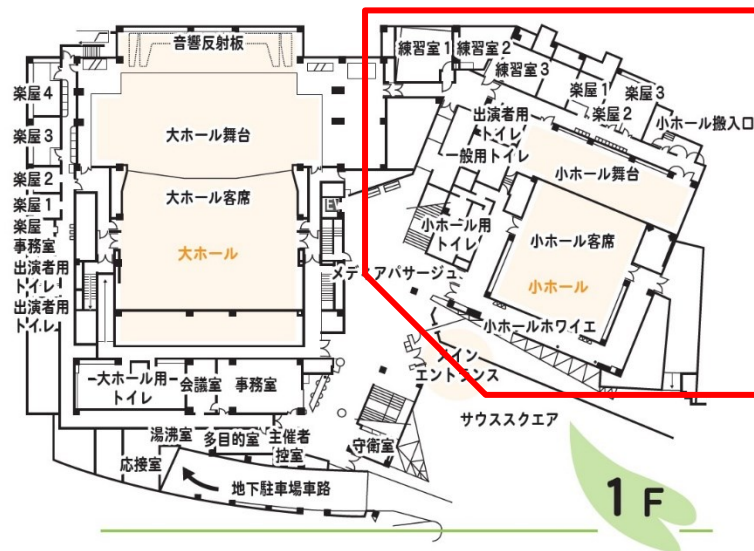 音響反射板
練習室1
練習室2
練習室3
楽屋1
楽屋2
楽屋3
小ホール搬入口
楽屋4
楽屋3
楽屋2
楽屋1
楽屋
事務室
出演者用
トイレ
出演者用
トイレ
大ホール舞台
大ホール客席
大ホール
出演者用
トイレ
一般用トイレ
小ホール舞台
小ホール用
トイレ
小ホール客席
小ホール
メディアパサージュ
小ホールホワイエ
メイン
エントランス
サウススクエア
大ホール用
トイレ
会議室
事務室
湯沸室
多目的室
主催者
控室
守衛室
応接室
地下駐車場車路
1F